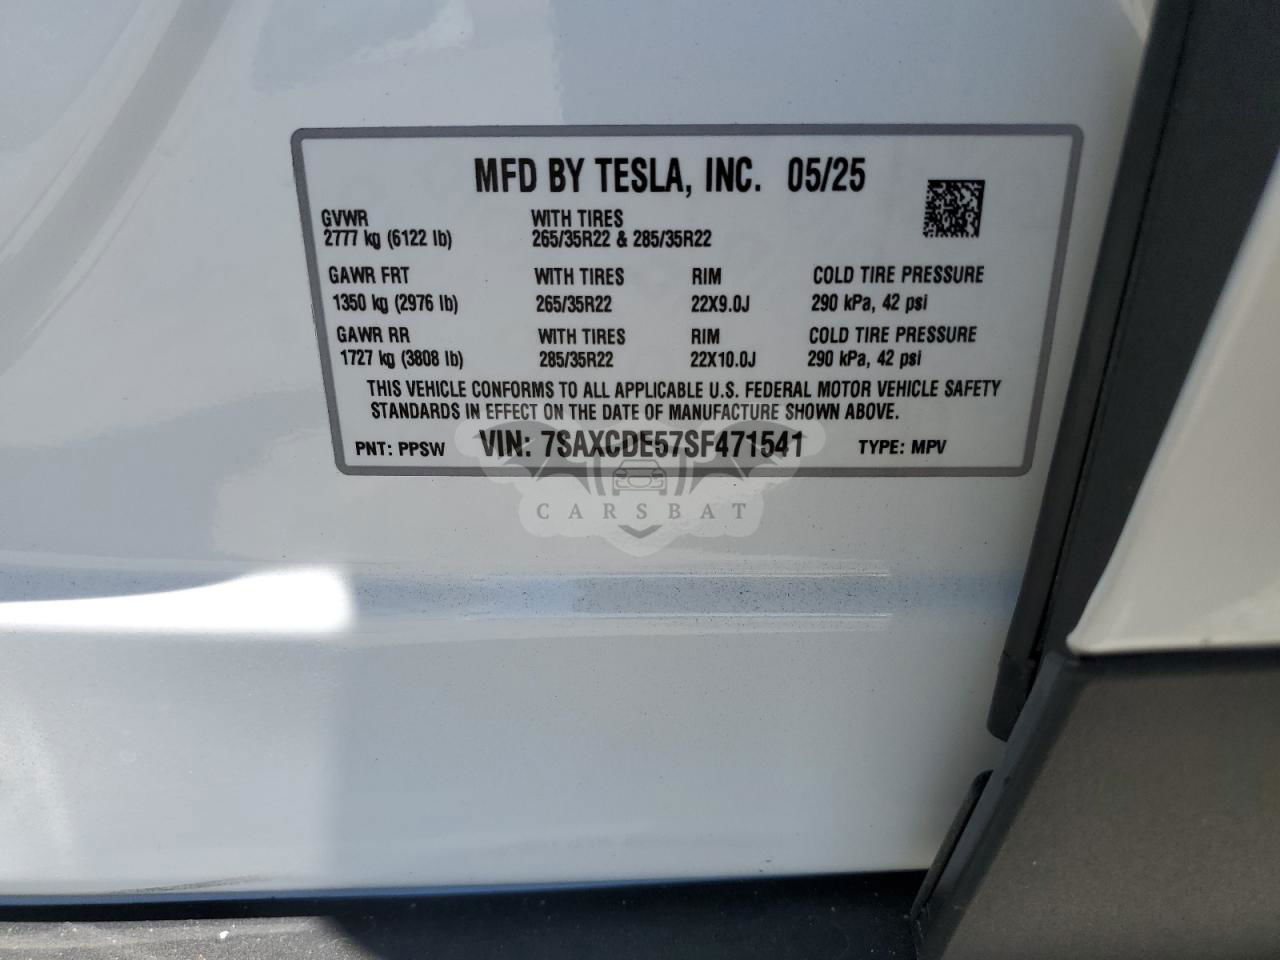 MFD BY TESLA, INC. 05/25
GVWR WITH TIRES
2777 kg (6122 lb) 265/35R22 & 285/35R22
GAWR FRT WITH TIRES RIM COLD TIRE PRESSURE
1350 kg (2976 lb) 265/35R22 22X9.0J 290 kPa, 42 psi
GAWR RR WITH TIRES RIM COLD TIRE PRESSURE
1727 kg (3808 lb) 285/35R22 22X10.0J 290 kPa, 42 psi
THIS VEHICLE CONFORMS TO ALL APPLICABLE U.S. FEDERAL MOTOR VEHICLE SAFETY
STANDARDS IN EFFECT ON THE DATE OF MANUFACTURE SHOWN ABOVE.
PNT: PPSW VIN: 7SAXCDE57SF471541 TYPE: MPV
CARSBAT